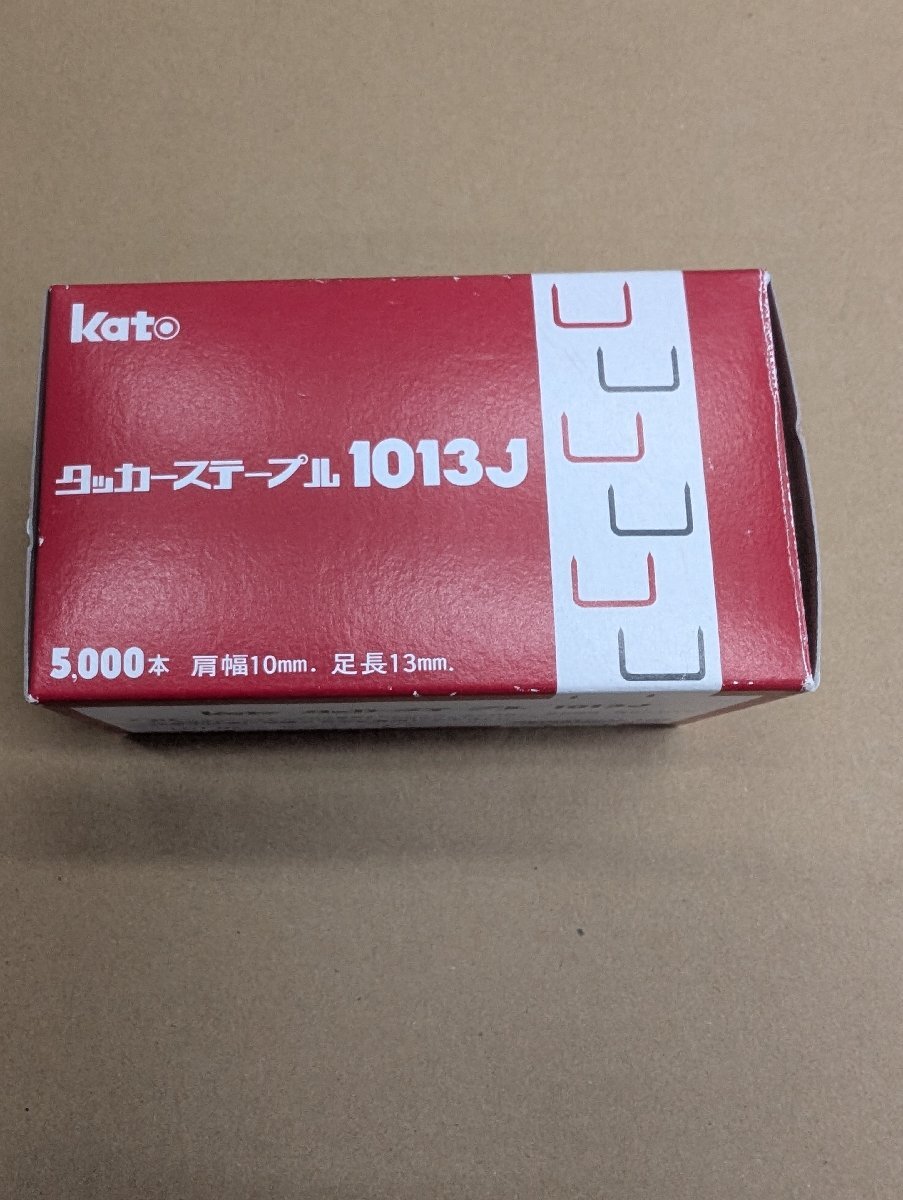 Kato
タッカーステープル 1013J
5,000本 肩幅10mm. 足長13mm.
1013J